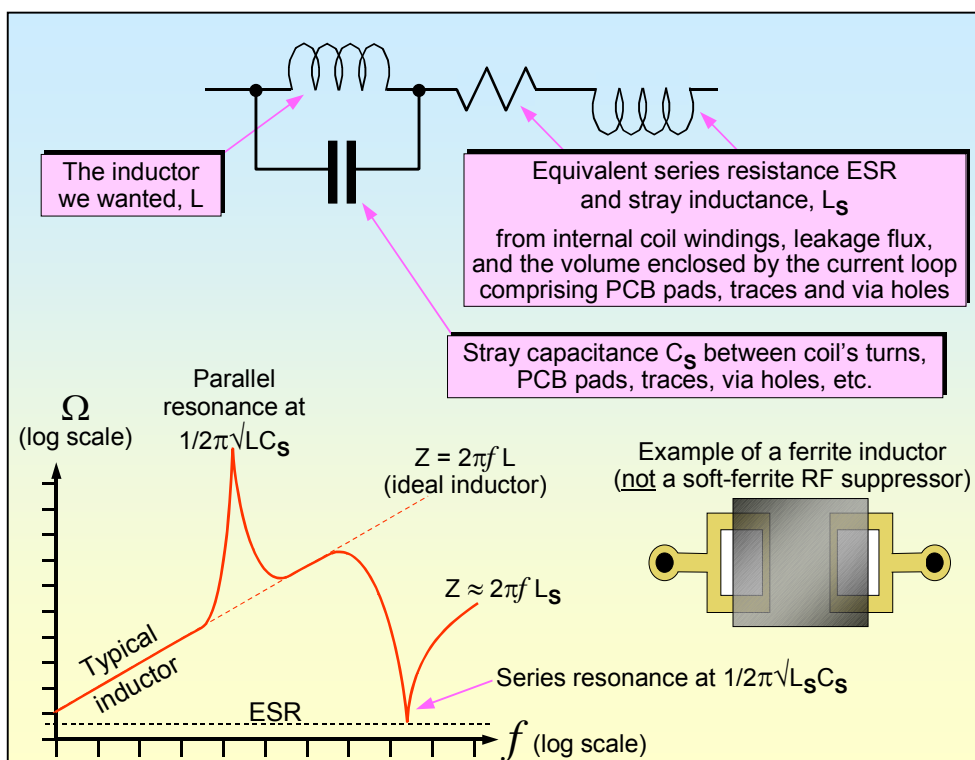 The inductor
we wanted, L
Equivalent series resistance ESR
and stray inductance, LS
from internal coil windings, leakage flux,
and the volume enclosed by the current loop
comprising PCB pads, traces and via holes
Stray capacitance CS between coil's turns,
PCB pads, traces, via holes, etc.
Parallel
resonance at
1/2π√LCS
Ω
(log scale)
Z = 2πf L
(ideal inductor)
Example of a ferrite inductor
(not a soft-ferrite RF suppressor)
Z ≈ 2πf LS
Typical
inductor
Series resonance at 1/2π√LSCS
ESR
f (log scale)